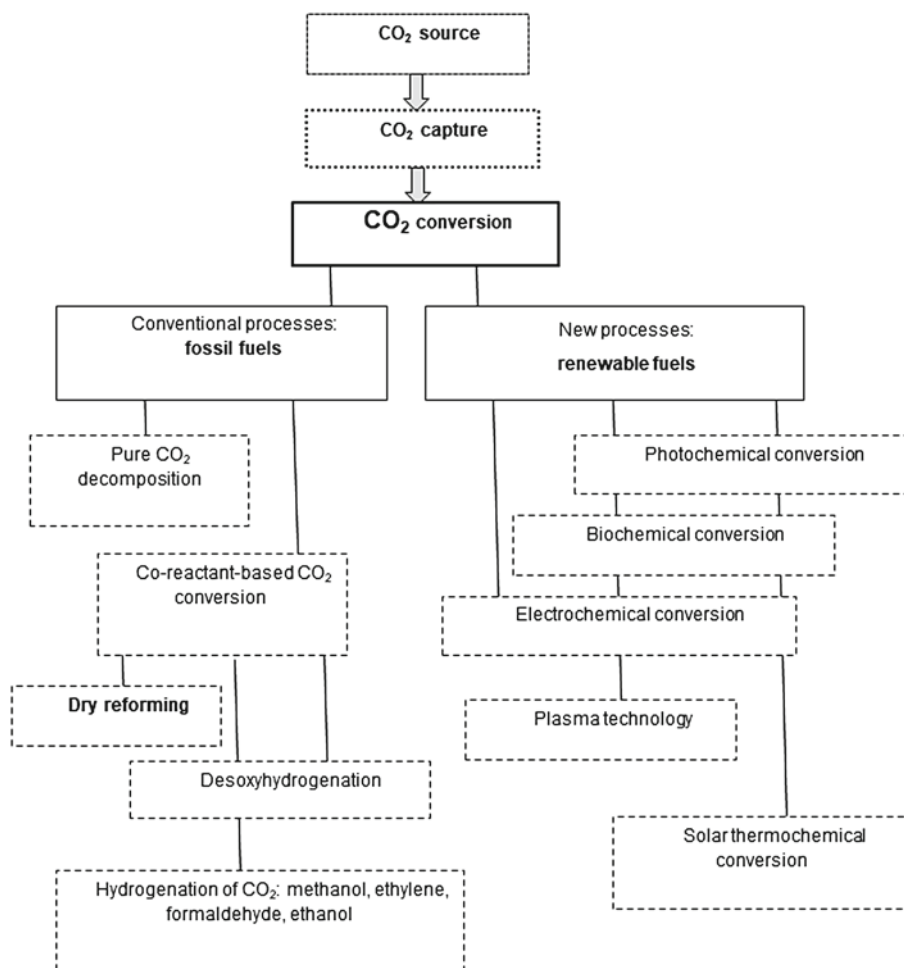 CO₂ source
CO₂ capture
CO₂ conversion
Conventional processes:
fossil fuels
New processes:
renewable fuels
Pure CO₂
decomposition
Photochemical conversion
Biochemical conversion
Co-reactant-based CO₂
conversion
Electrochemical conversion
Dry reforming
Plasma technology
Desoxyhydrogenation
Solar thermochemical
conversion
Hydrogenation of CO₂: methanol, ethylene,
formaldehyde, ethanol